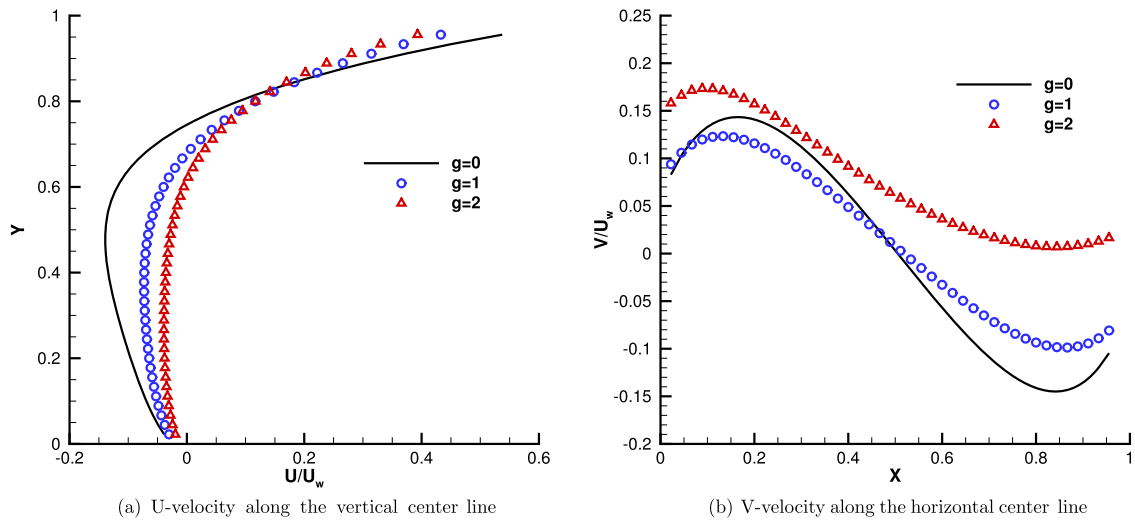 1
0.8
0.6
0.4
0.2
0
Y
-0.2
0
0.2
0.4
0.6
U/Uw
g=0
g=1
g=2
(a) U-velocity along the vertical center line
0.25
0.2
0.15
0.1
0.05
0
-0.05
-0.1
-0.15
-0.2
V/Uw
0
0.2
0.4
0.6
0.8
1
X
g=0
g=1
g=2
(b) V-velocity along the horizontal center line